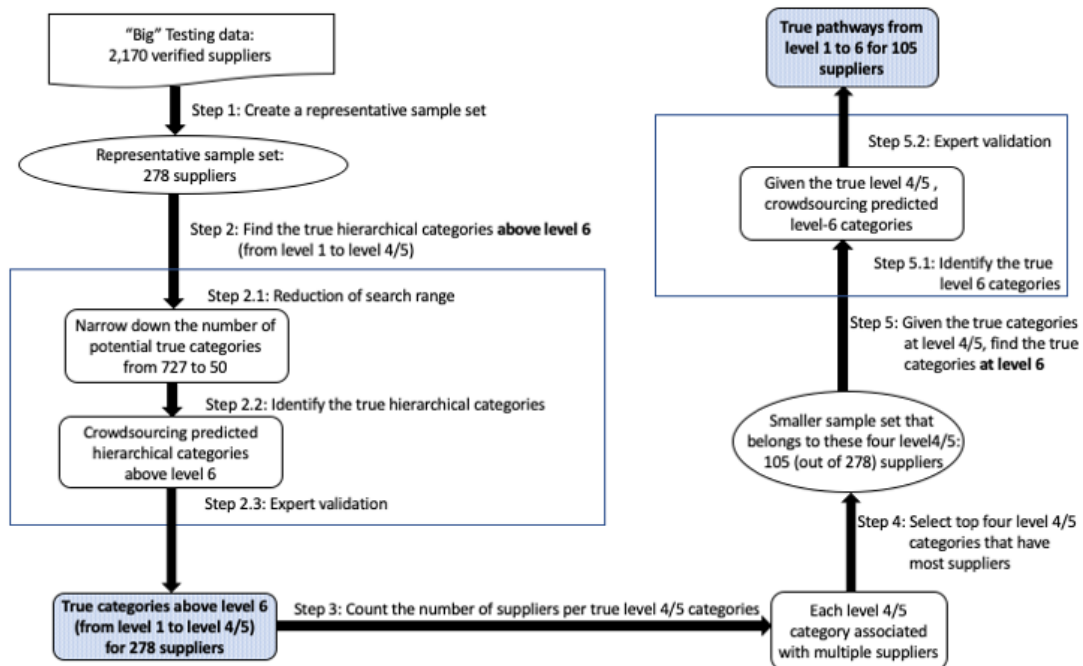 “Big” Testing data:
2,170 verified suppliers
Step 1: Create a representative sample set
Representative sample set:
278 suppliers
Step 2: Find the true hierarchical categories above level 6
(from level 1 to level 4/5)
Step 2.1: Reduction of search range
Narrow down the number of
potential true categories
from 727 to 50
Step 2.2: Identify the true hierarchical categories
Crowdsourcing predicted
hierarchical categories
above level 6
Step 2.3: Expert validation
True categories above level 6
(from level 1 to level 4/5)
for 278 suppliers
Step 3: Count the number of suppliers per true level 4/5 categories
Each level 4/5
category associated
with multiple suppliers
Step 4: Select top four level 4/5
categories that have
most suppliers
Smaller sample set that
belongs to these four level4/5:
105 (out of 278) suppliers
Step 5: Given the true categories
at level 4/5, find the true
categories at level 6
Step 5.1: Identify the true
level 6 categories
Given the true level 4/5 ,
crowdsourcing predicted
level-6 categories
Step 5.2: Expert validation
True pathways from
level 1 to 6 for 105
suppliers